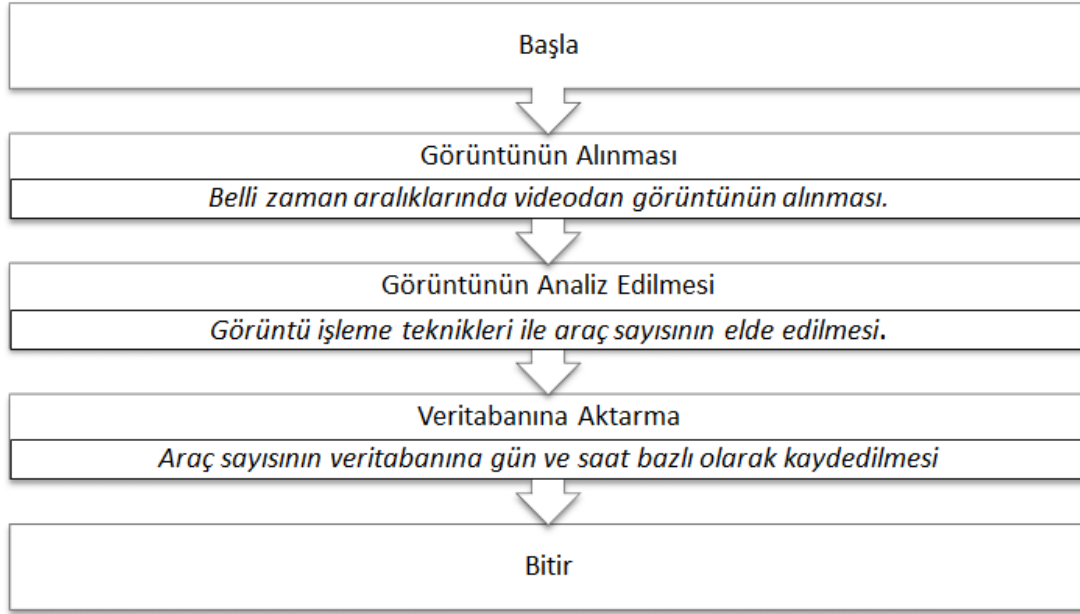 Başla
Görüntünün Alınması
Belli zaman aralıklarında videodan görüntünün alınması.
Görüntünün Analiz Edilmesi
Görüntü işleme teknikleri ile araç sayısının elde edilmesi.
Veritabanına Aktarma
Araç sayısının veritabanına gün ve saat bazlı olarak kaydedilmesi
Bitir